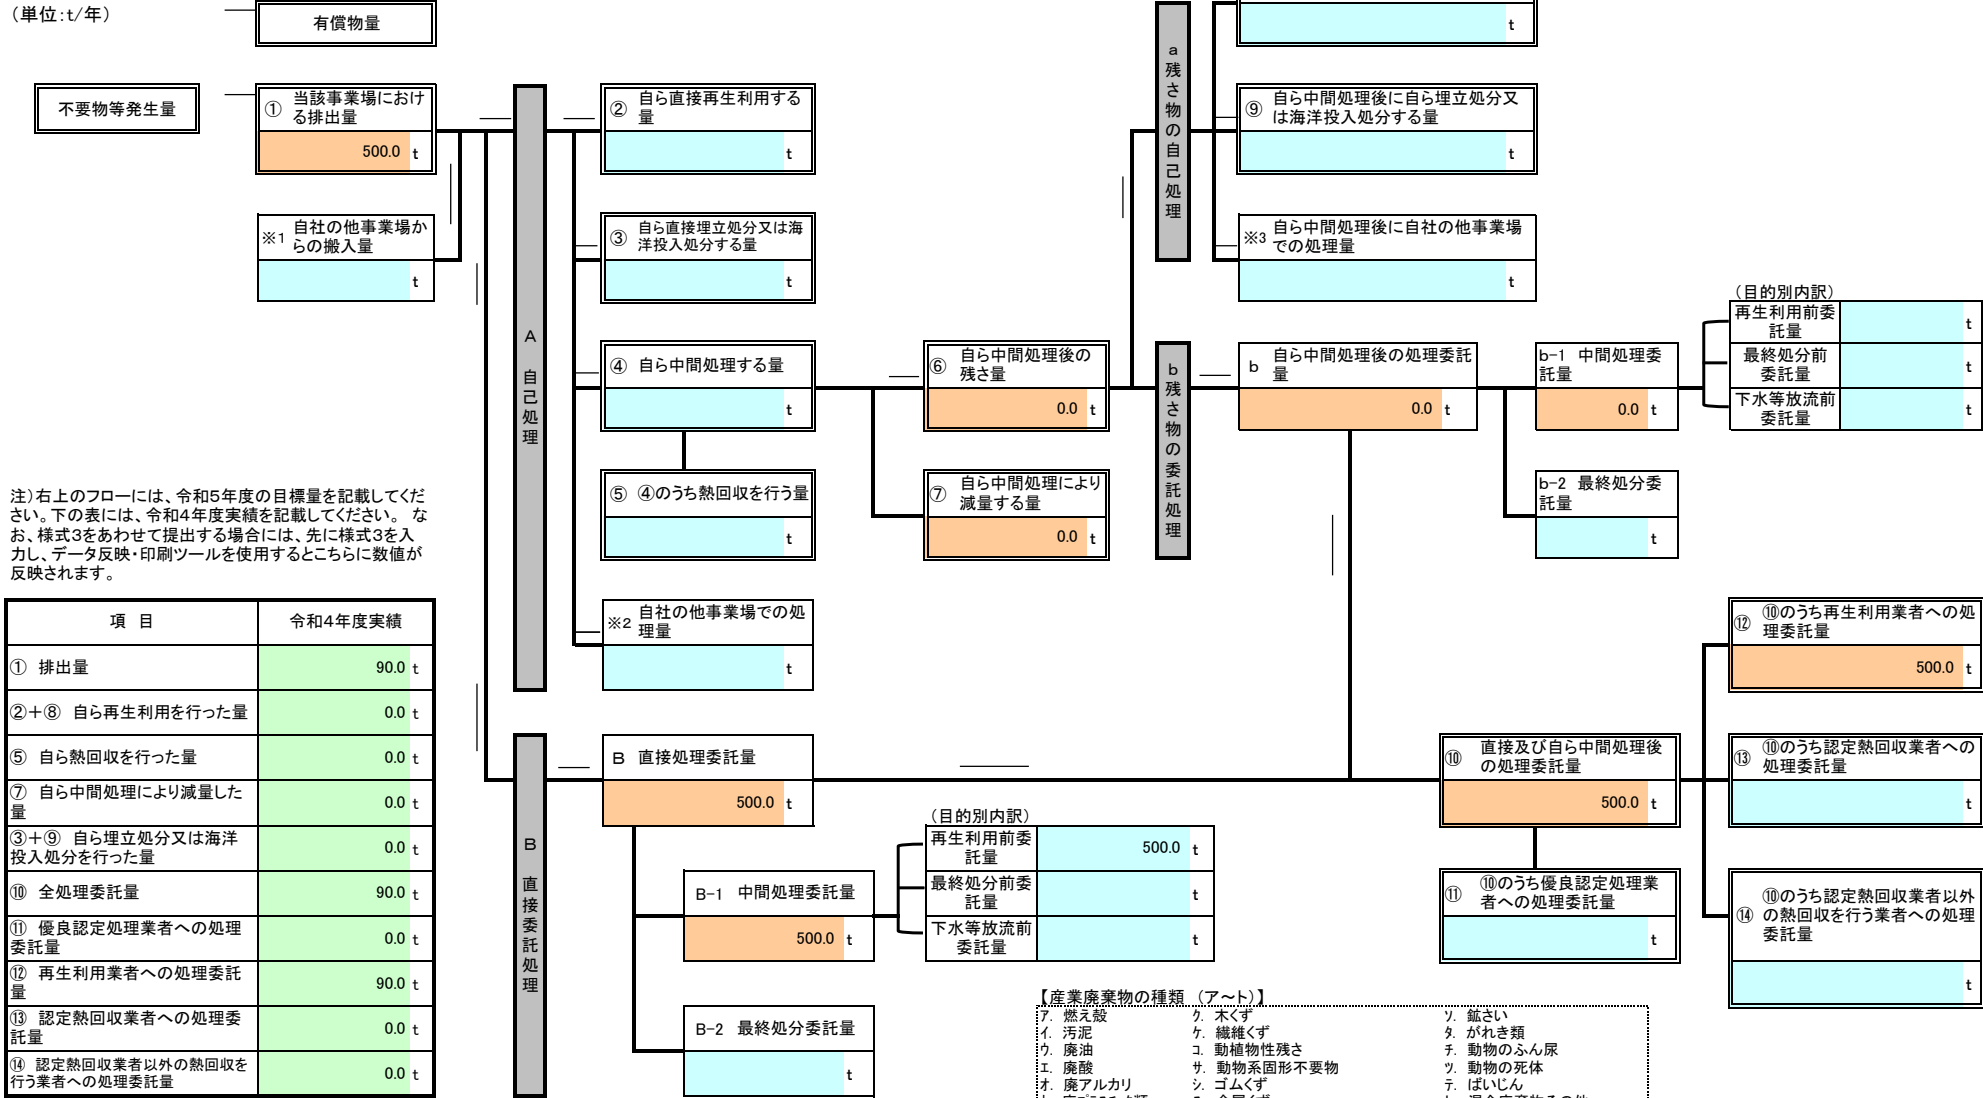 （単位：t/年）
有償物量
不要物等発生量
① 当該事業場におけ
る排出量
500.0 t
※1 自社の他事業場か
らの搬入量
t
A 自己処理
② 自ら直接再生利用する
量
t
③ 自ら直接埋立処分又は海
洋投入処分する量
t
④ 自ら中間処理する量
t
⑤ ④のうち熱回収を行う量
t
※2 自社の他事業場での処
理量
t
⑥ 自ら中間処理後の
残さ量
0.0 t
⑦ 自ら中間処理により
減量する量
0.0 t
a 残さ物の自己処理
t
⑨ 自ら中間処理後に自ら埋立処分又
は海洋投入処分する量
t
※3 自ら中間処理後に自社の他事業場
での処理量
t
b 残さ物の委託処理
b 自ら中間処理後の処理委託
量
0.0 t
b-1 中間処理委
託量
0.0 t
（目的別内訳）
再生利用前委
託量
t
最終処分前
委託量
t
下水等放流前
委託量
t
b-2 最終処分委
託量
t
注）右上のフローには、令和5年度の目標量を記載してくだ
さい。下の表には、令和4年度実績を記載してください。 な
お、様式3をあわせて提出する場合には、先に様式3を入
力し、データ反映・印刷ツールを使用するとこちらに数値が
反映されます。
項 目 令和4年度実績
① 排出量 90.0 t
②＋⑧ 自ら再生利用を行った量 0.0 t
⑤ 自ら熱回収を行った量 0.0 t
⑦ 自ら中間処理により減量した
量 0.0 t
③＋⑨ 自ら埋立処分又は海洋
投入処分を行った量 0.0 t
⑩ 全処理委託量 90.0 t
⑪ 優良認定処理業者への処理
委託量 0.0 t
⑫ 再生利用業者への処理委託
量 90.0 t
⑬ 認定熱回収業者への処理委
託量 0.0 t
⑭ 認定熱回収業者以外の熱回収を
行う業者への処理委託量 0.0 t
B 直接委託処理
B 直接処理委託量
500.0 t
B-1 中間処理委託量
500.0 t
B-2 最終処分委託量
t
（目的別内訳）
再生利用前委
託量
500.0 t
最終処分前委
託量
t
下水等放流前
委託量
t
⑩ 直接及び自ら中間処理後
の処理委託量
500.0 t
⑪ ⑩のうち優良認定処理業
者への処理委託量
t
⑫ ⑩のうち再生利用業者への処
理委託量
500.0 t
⑬ ⑩のうち認定熱回収業者への
処理委託量
t
⑭ ⑩のうち認定熱回収業者以外
の熱回収を行う業者への処理
委託量
t
【産業廃棄物の種類 （ア～ト）】
ｱ. 燃え殻 ｸ. 木くず ｿ. 鉱さい
ｲ. 汚泥 ｹ. 繊維くず ﾀ. がれき類
ｳ. 廃油 ｺ. 動植物性残さ ﾁ. 動物のふん尿
ｴ. 廃酸 ｻ. 動物系固形不要物 ﾂ. 動物の死体
ｵ. 廃アルカリ ｼ. ゴムくず ﾃ. ばいじん